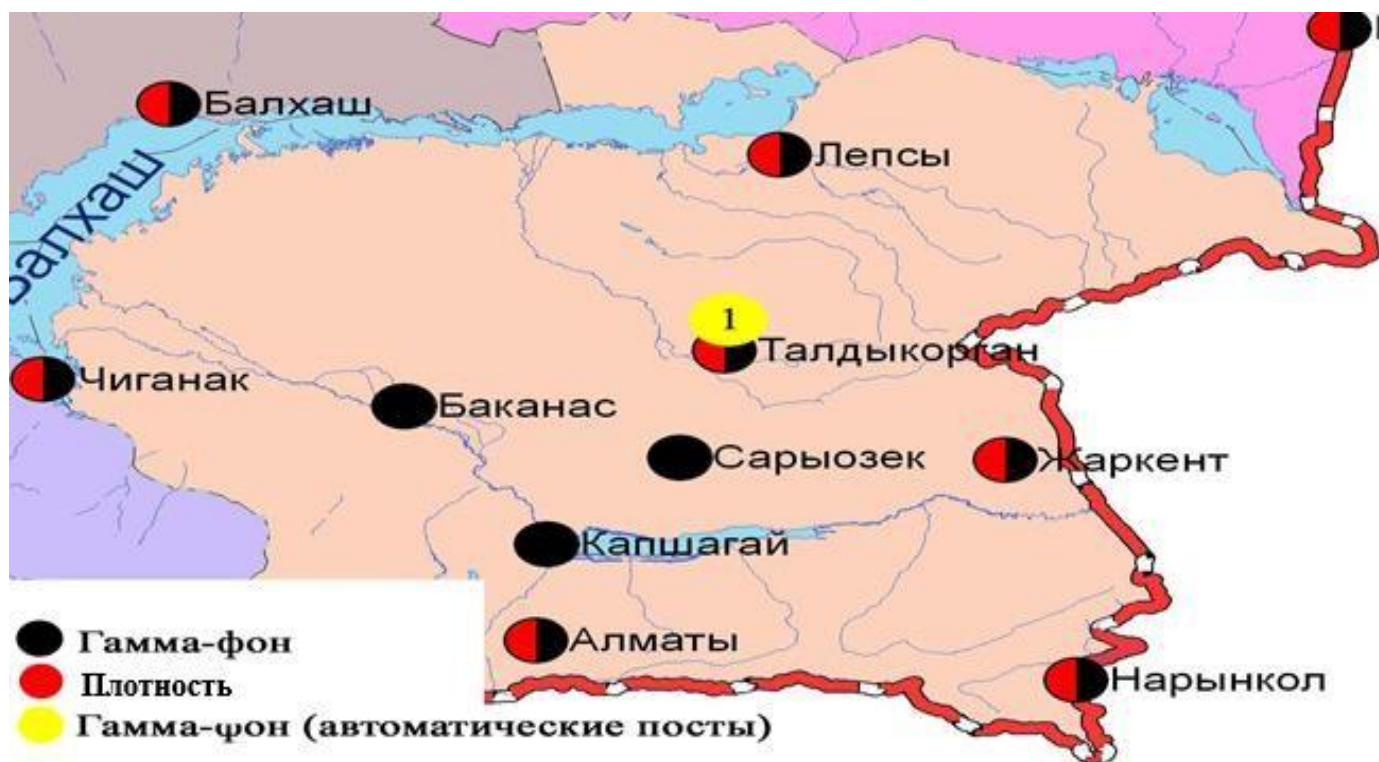 Балхаш
Лепсы
Балхаш
1
Талдыкорган
Чиганак
Баканас
Сарыозек
Жаркент
Капшагай
Алматы
Нарынкол
Гамма-фон
Плотность
Гамма-фон (автоматические посты)